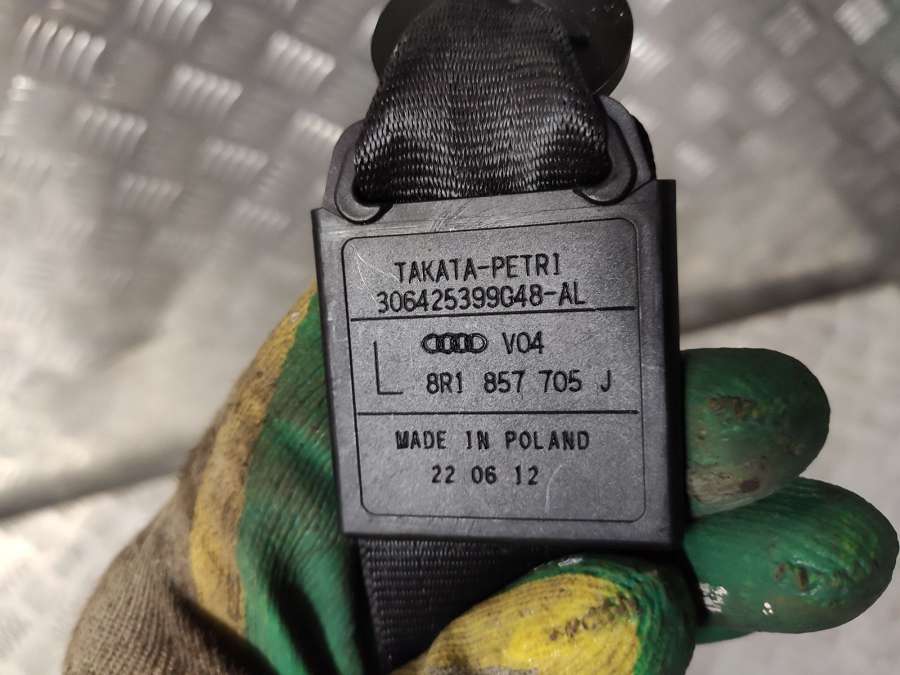 TAKATA-PETRI
306425399G48-AL
L
V04
8R1 857 705 J
MADE IN POLAND
22 06 12